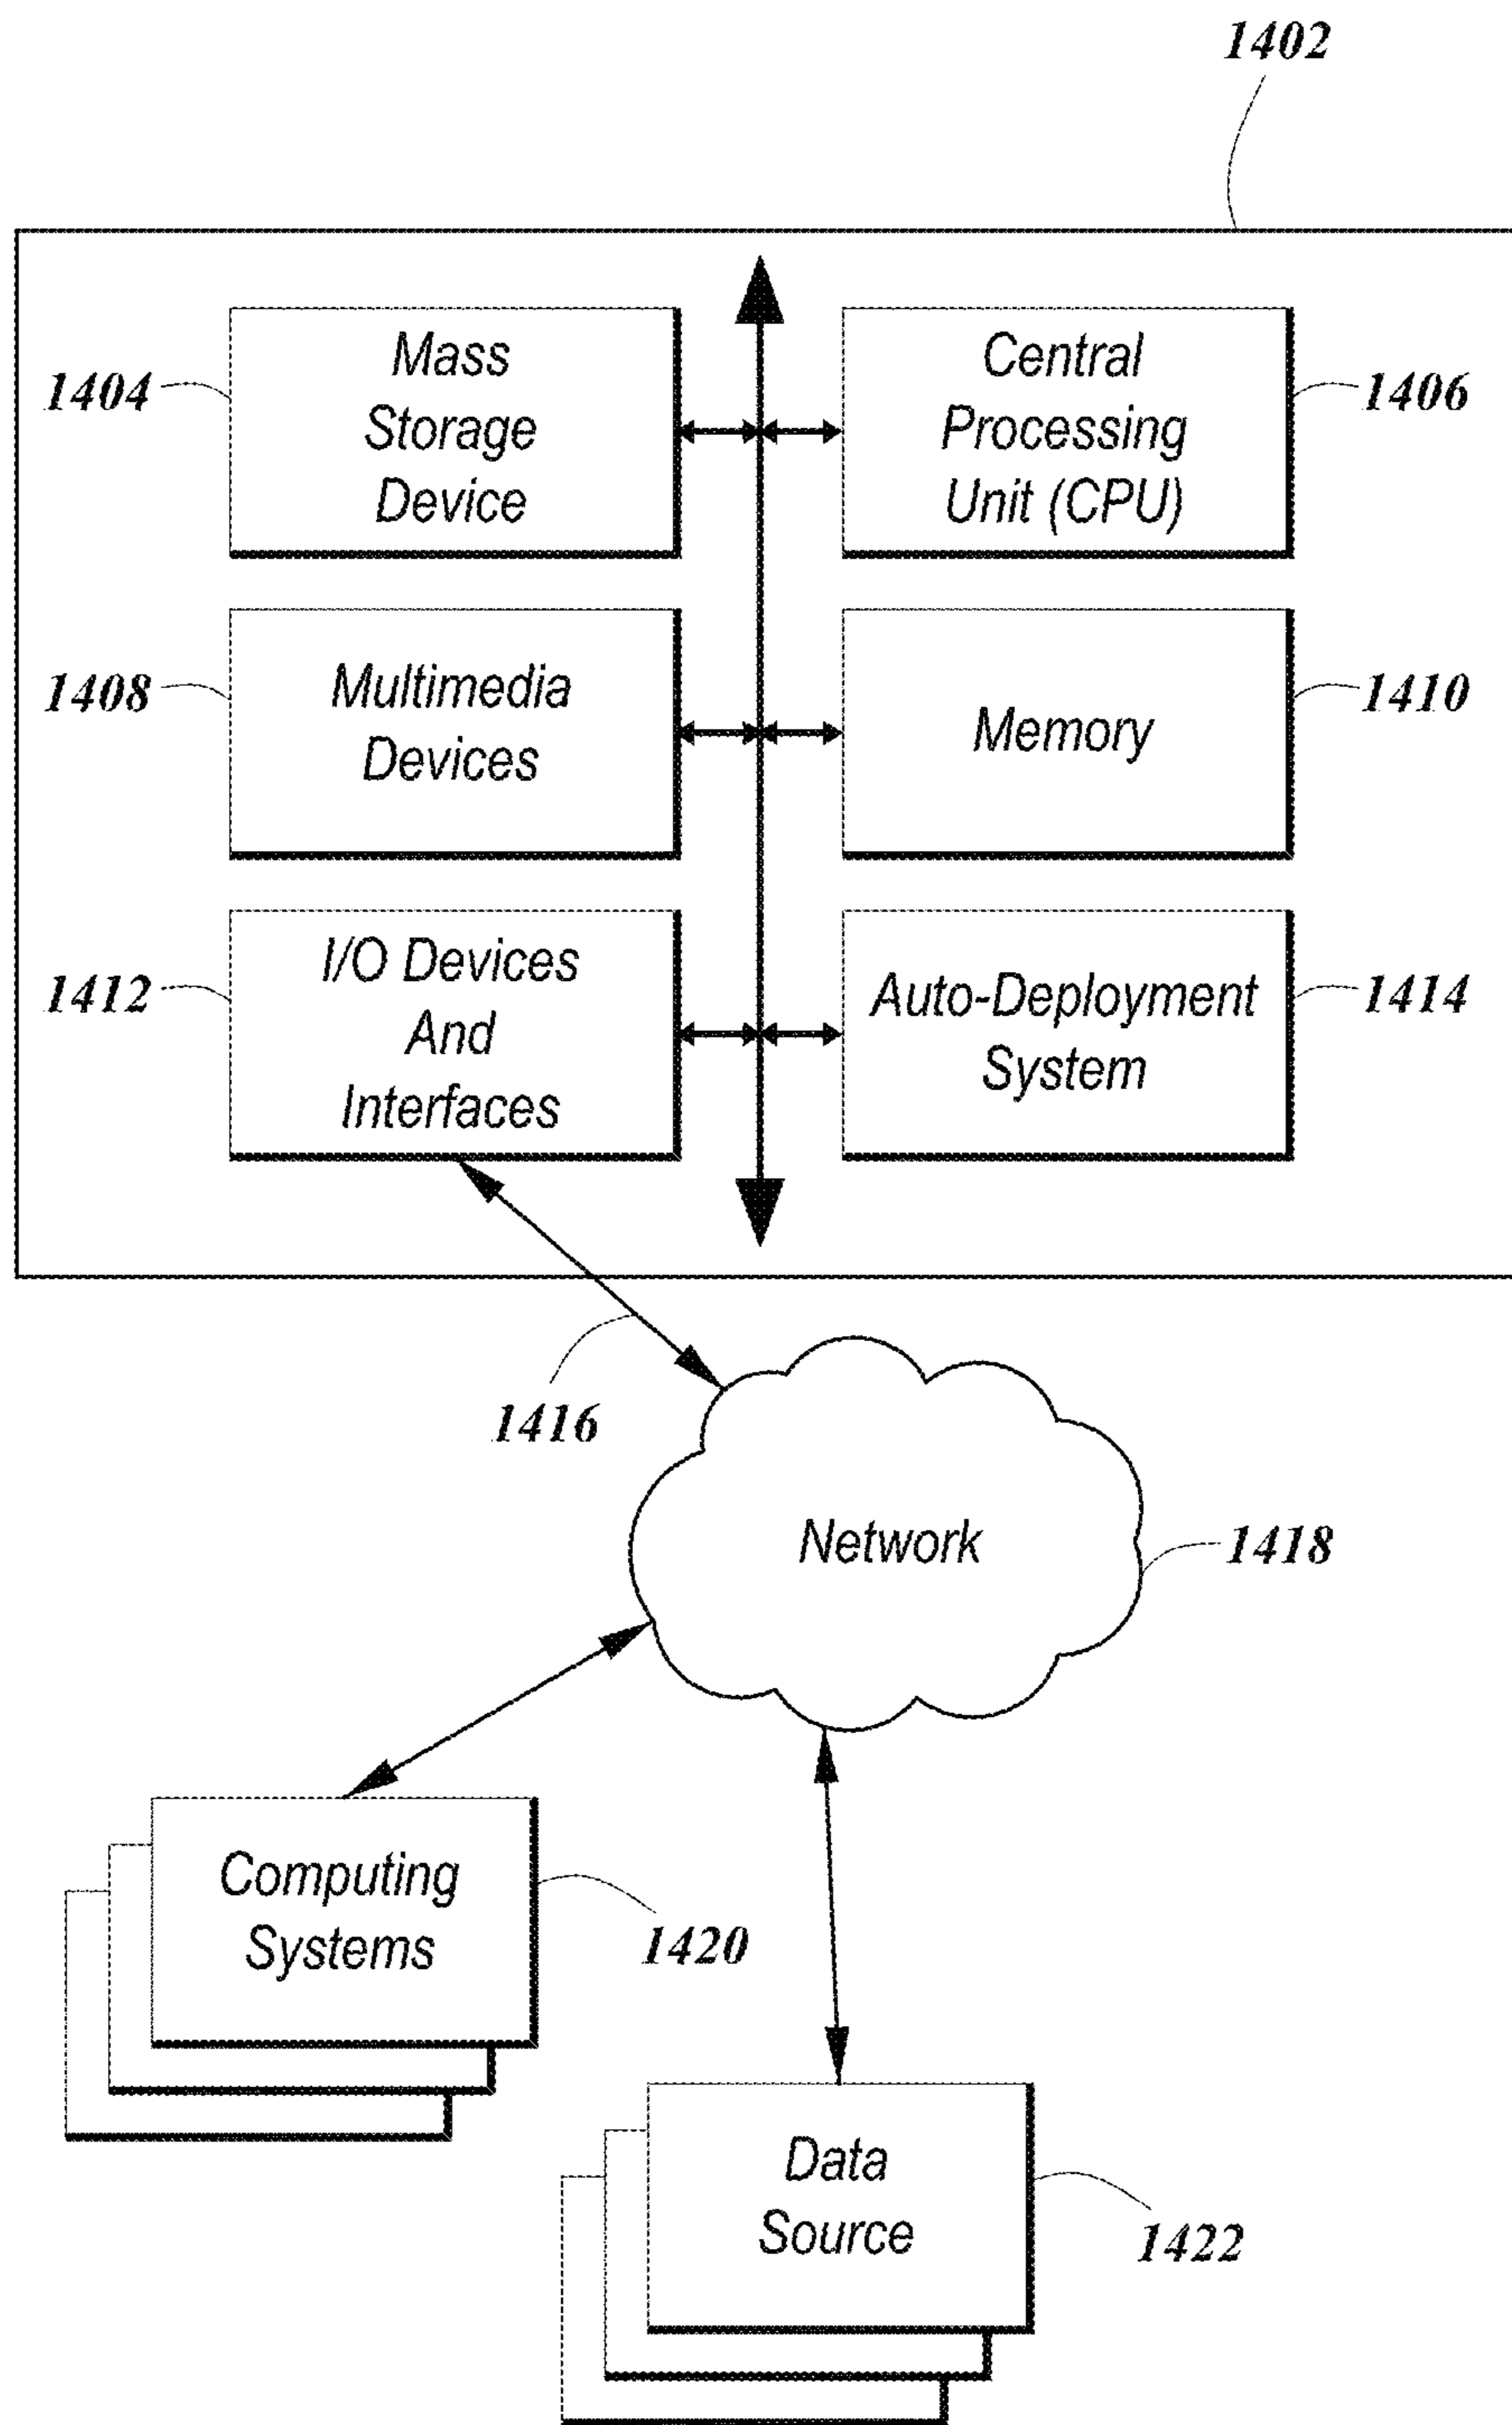 1402
1404
Mass
Storage
Device
Central
Processing
Unit (CPU)
1406
1408
Multimedia
Devices
Memory
1410
1412
I/O Devices
And
Interfaces
Auto-Deployment
System
1414
1416
Network
1418
Computing
Systems
1420
Data
Source
1422